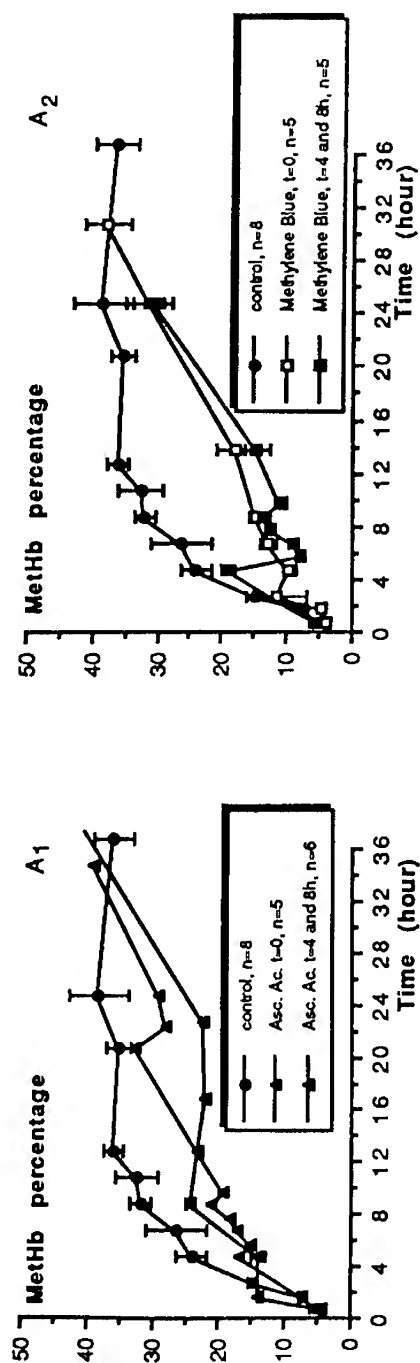 A1
MetHb percentage
50
40
30
20
10
0
control, n=8
Asc. Ac. t=0, n=5
Asc. Ac. t=4 and 8h, n=6
0 4 8 12 16 20 24 28 32 36
Time (hour)
A2
MetHb percentage
50
40
30
20
10
0
control, n=8
Methylene Blue, t=0, n=5
Methylene Blue, t=4 and 8h, n=5
0 4 8 12 16 20 24 28 32 36
Time (hour)